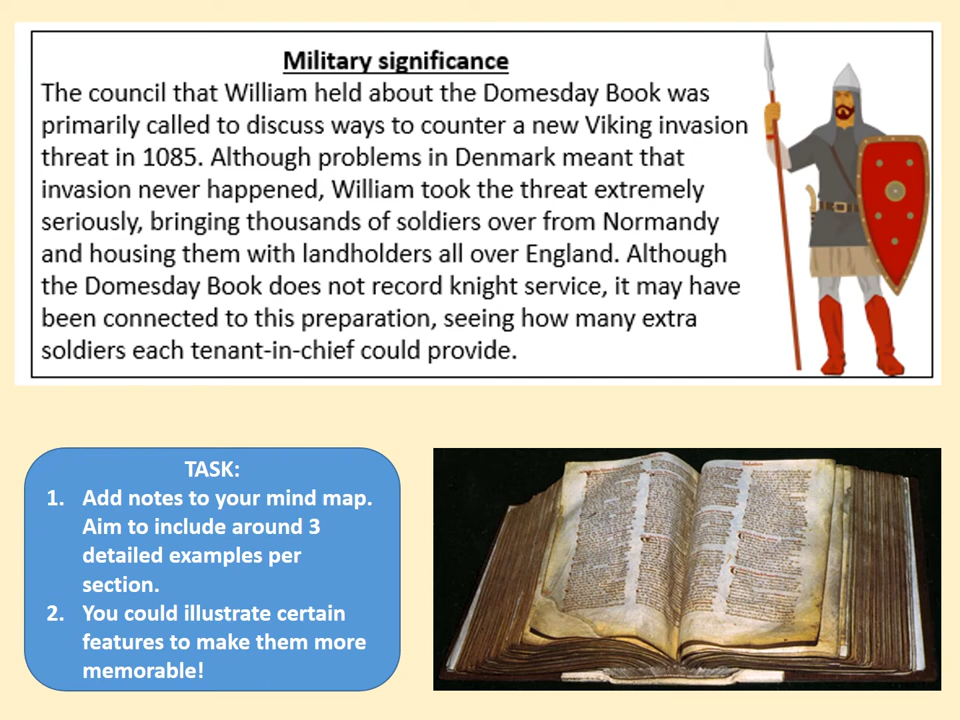 Military significance
The council that William held about the Domesday Book was
primarily called to discuss ways to counter a new Viking invasion
threat in 1085. Although problems in Denmark meant that
invasion never happened, William took the threat extremely
seriously, bringing thousands of soldiers over from Normandy
and housing them with landholders all over England. Although
the Domesday Book does not record knight service, it may have
been connected to this preparation, seeing how many extra
soldiers each tenant-in-chief could provide.
TASK:
1. Add notes to your mind map.
Aim to include around 3
detailed examples per
section.
2. You could illustrate certain
features to make them more
memorable!